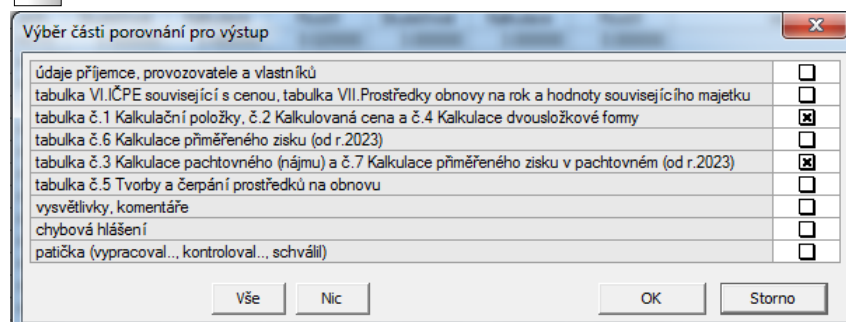 Výběr části porovnání pro výstup
údaje příjemce, provozovatele a vlastníků
tabulka VI.IČPE související s cenou, tabulka VII.Prostředky obnovy na rok a hodnoty souvisejícího majetku
tabulka č.1 Kalkulační položky, č.2 Kalkulovaná cena a č.4 Kalkulace dvousložkové formy
tabulka č.6 Kalkulace přiměřeného zisku (od r.2023)
tabulka č.3 Kalkulace pachtovného (nájmu) a č.7 Kalkulace přiměřeného zisku v pachtovném (od r.2023)
tabulka č.5 Tvorby a čerpání prostředků na obnovu
vysvětlivky, komentáře
chybová hlášení
patička (vypracoval.., kontroloval.., schválil)
Vše Nic OK Storno